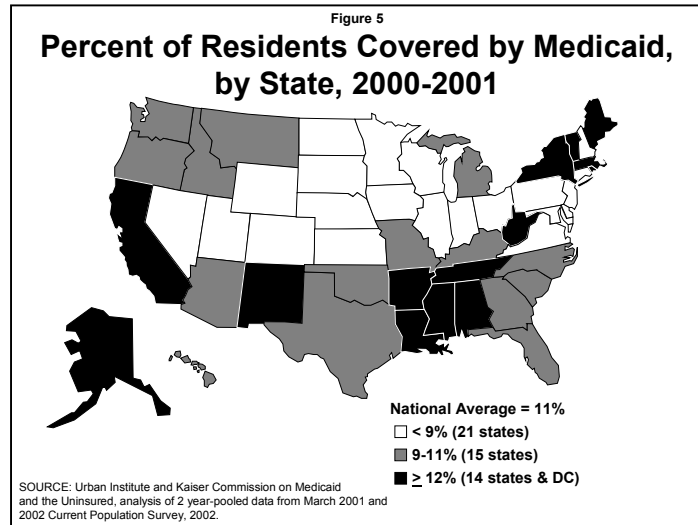 Figure 5
Percent of Residents Covered by Medicaid,
by State, 2000-2001
National Average = 11%
< 9% (21 states)
9-11% (15 states)
≥ 12% (14 states & DC)
SOURCE: Urban Institute and Kaiser Commission on Medicaid
and the Uninsured, analysis of 2 year-pooled data from March 2001 and
2002 Current Population Survey, 2002.